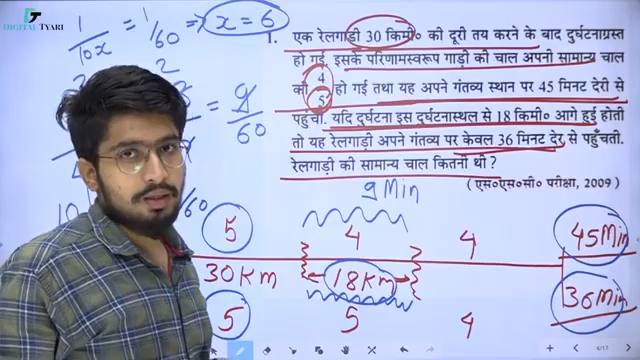 DIGITAL TYARI
1/10x = 1/60 ⇒ x = 6
= 9/60
1. एक रेलगाड़ी 30 किमी० की दूरी तय करने के बाद दुर्घटनाग्रस्त
हो गई, इसके परिणामस्वरूप गाड़ी की चाल अपनी सामान्य चाल
की 4/5 हो गई तथा यह अपने गंतव्य स्थान पर 45 मिनट देरी से
पहुंची. यदि दुर्घटना इस दुर्घटनास्थल से 18 किमी० आगे हुई होती
तो यह रेलगाड़ी अपने गंतव्य पर केवल 36 मिनट देर से पहुँचती.
रेलगाड़ी की सामान्य चाल कितनी थी ?
(एस०एस०सी० परीक्षा, 2009)
9 Min
5 4 4 45 Min
30 KM 18 KM 36 Min
5 5 4
4/17